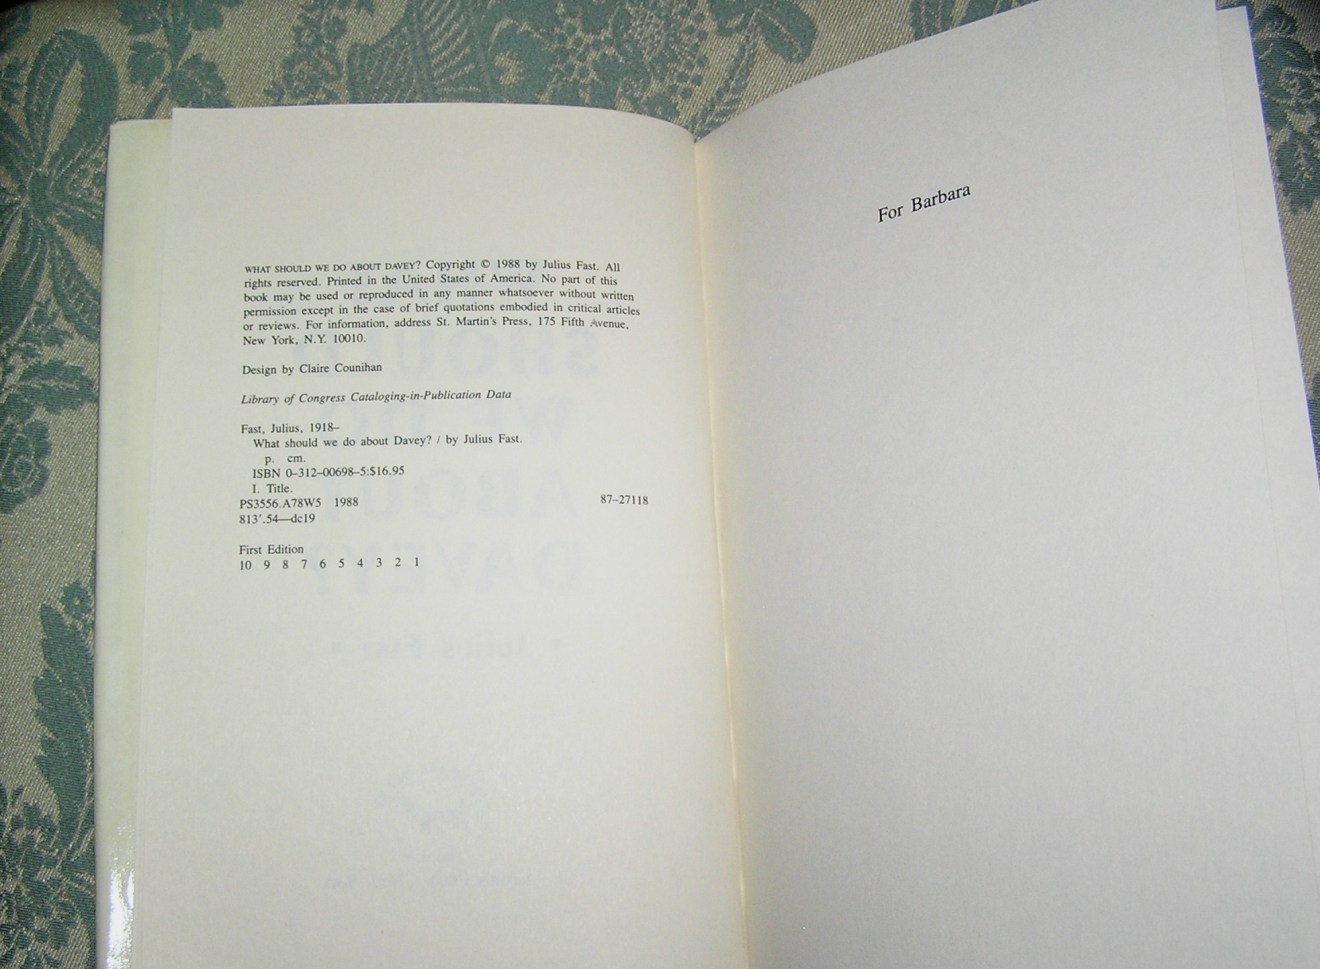 WHAT SHOULD WE DO ABOUT DAVEY? Copyright © 1988 by Julius Fast. All
rights reserved. Printed in the United States of America. No part of this
book may be used or reproduced in any manner whatsoever without written
permission except in the case of brief quotations embodied in critical articles
or reviews. For information, address St. Martin's Press, 175 Fifth Avenue,
New York, N.Y. 10010.
Design by Claire Counihan
Library of Congress Cataloging-in-Publication Data
Fast, Julius, 1918–
What should we do about Davey? / by Julius Fast.
p. cm.
ISBN 0–312–00698–5:$16.95
I. Title.
PS3556.A78W5 1988 87–27118
813'.54—dc19
First Edition
10 9 8 7 6 5 4 3 2 1
For Barbara